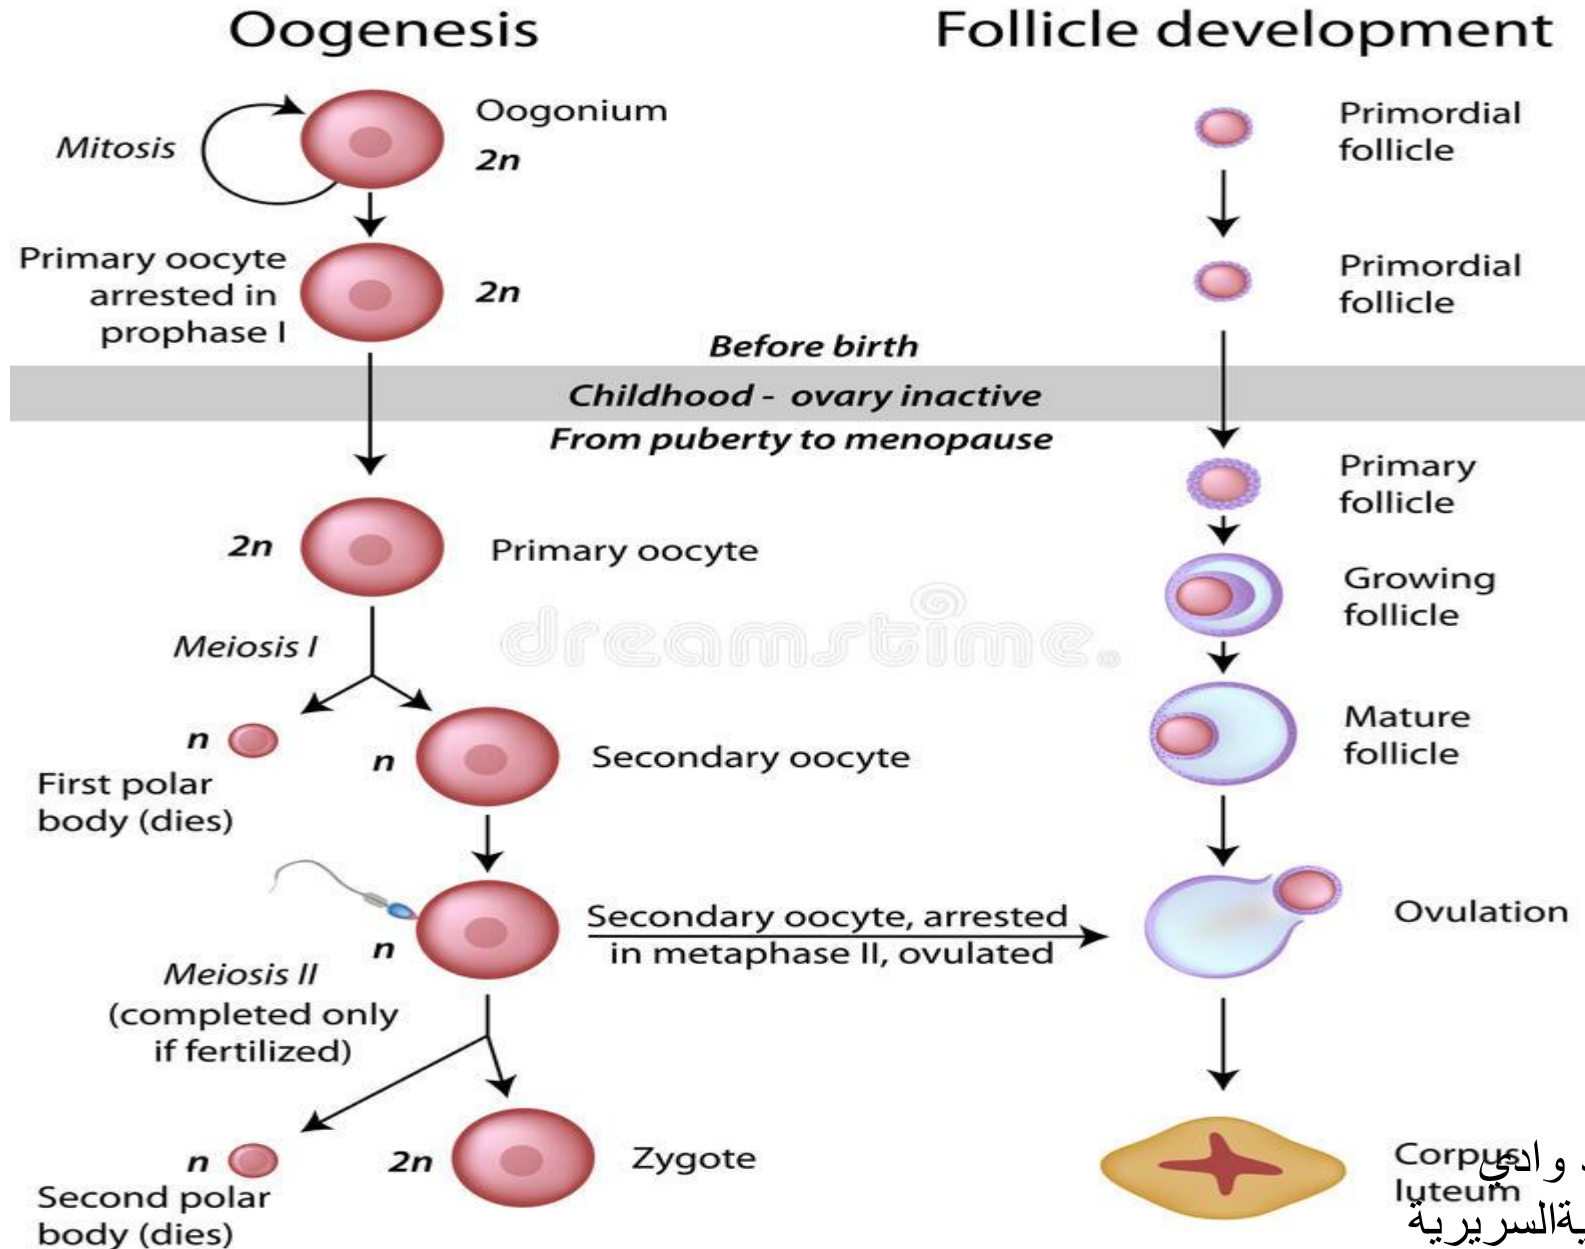 Oogenesis
Follicle development
Mitosis
Oogonium
2n
Primordial
follicle
Primary oocyte
arrested in
prophase I
2n
Primordial
follicle
Before birth
Childhood - ovary inactive
From puberty to menopause
Primary
follicle
2n
Primary oocyte
Growing
follicle
dreamstime.
Meiosis I
Mature
follicle
n
First polar
body (dies)
n
Secondary oocyte
Secondary oocyte, arrested
in metaphase II, ovulated
Ovulation
n
Meiosis II
(completed only
if fertilized)
n
Second polar
body (dies)
2n
Zygote
Corpus
luteum
وادي
السريرية